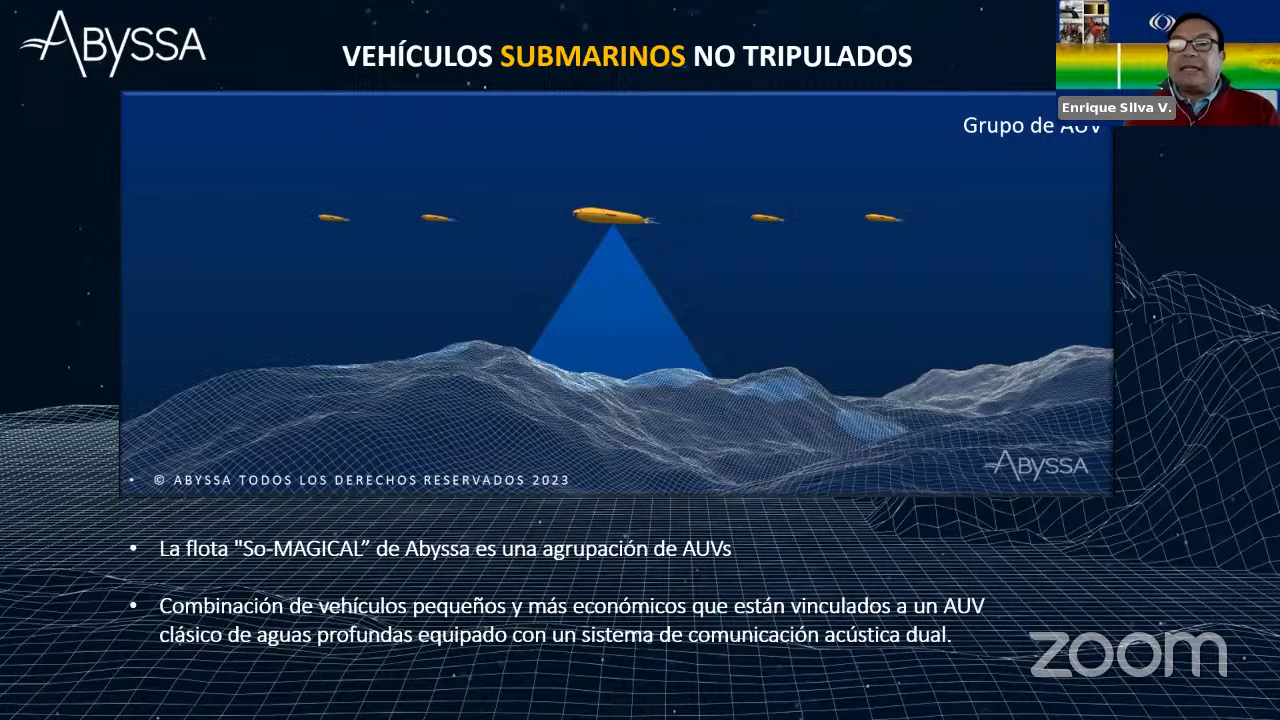 ABYSSA
VEHÍCULOS SUBMARINOS NO TRIPULADOS
Enrique Silva V.
Grupo de AUV
ABYSSA
• © ABYSSA TODOS LOS DERECHOS RESERVADOS 2023
• La flota "So-MAGICAL” de Abyssa es una agrupación de AUVs
• Combinación de vehículos pequeños y más económicos que están vinculados a un AUV
clásico de aguas profundas equipado con un sistema de comunicación acústica dual.
zoom